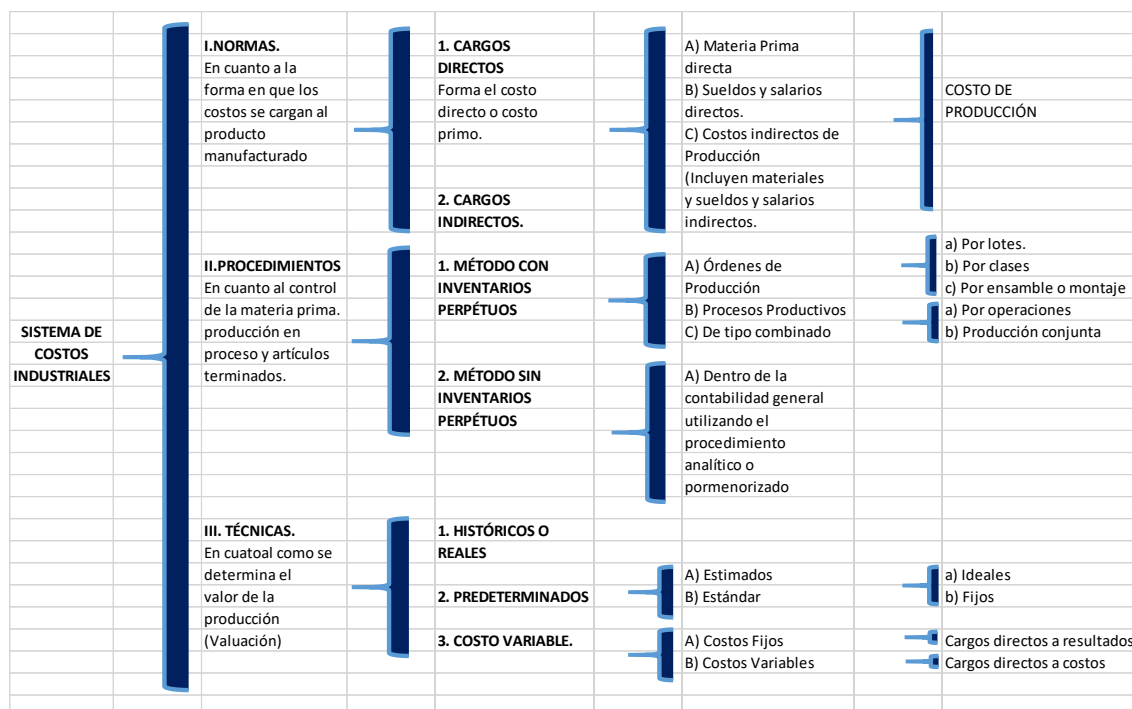 SISTEMA DE
COSTOS
INDUSTRIALES
I.NORMAS.
En cuanto a la
forma en que los
costos se cargan al
producto
manufacturado
1. CARGOS
DIRECTOS
Forma el costo
directo o costo
primo.
2. CARGOS
INDIRECTOS.
A) Materia Prima
directa
B) Sueldos y salarios
directos.
C) Costos indirectos de
Producción
(Incluyen materiales
y sueldos y salarios
indirectos.
COSTO DE
PRODUCCIÓN
II.PROCEDIMIENTOS
En cuanto al control
de la materia prima.
producción en
proceso y artículos
terminados.
1. MÉTODO CON
INVENTARIOS
PERPÉTUOS
A) Órdenes de
Producción
B) Procesos Productivos
C) De tipo combinado
a) Por lotes.
b) Por clases
c) Por ensamble o montaje
a) Por operaciones
b) Producción conjunta
2. MÉTODO SIN
INVENTARIOS
PERPÉTUOS
A) Dentro de la
contabilidad general
utilizando el
procedimiento
analítico o
pormenorizado
III. TÉCNICAS.
En cuatoal como se
determina el
valor de la
producción
(Valuación)
1. HISTÓRICOS O
REALES
2. PREDETERMINADOS
A) Estimados
B) Estándar
a) Ideales
b) Fijos
3. COSTO VARIABLE.
A) Costos Fijos
B) Costos Variables
Cargos directos a resultados
Cargos directos a costos